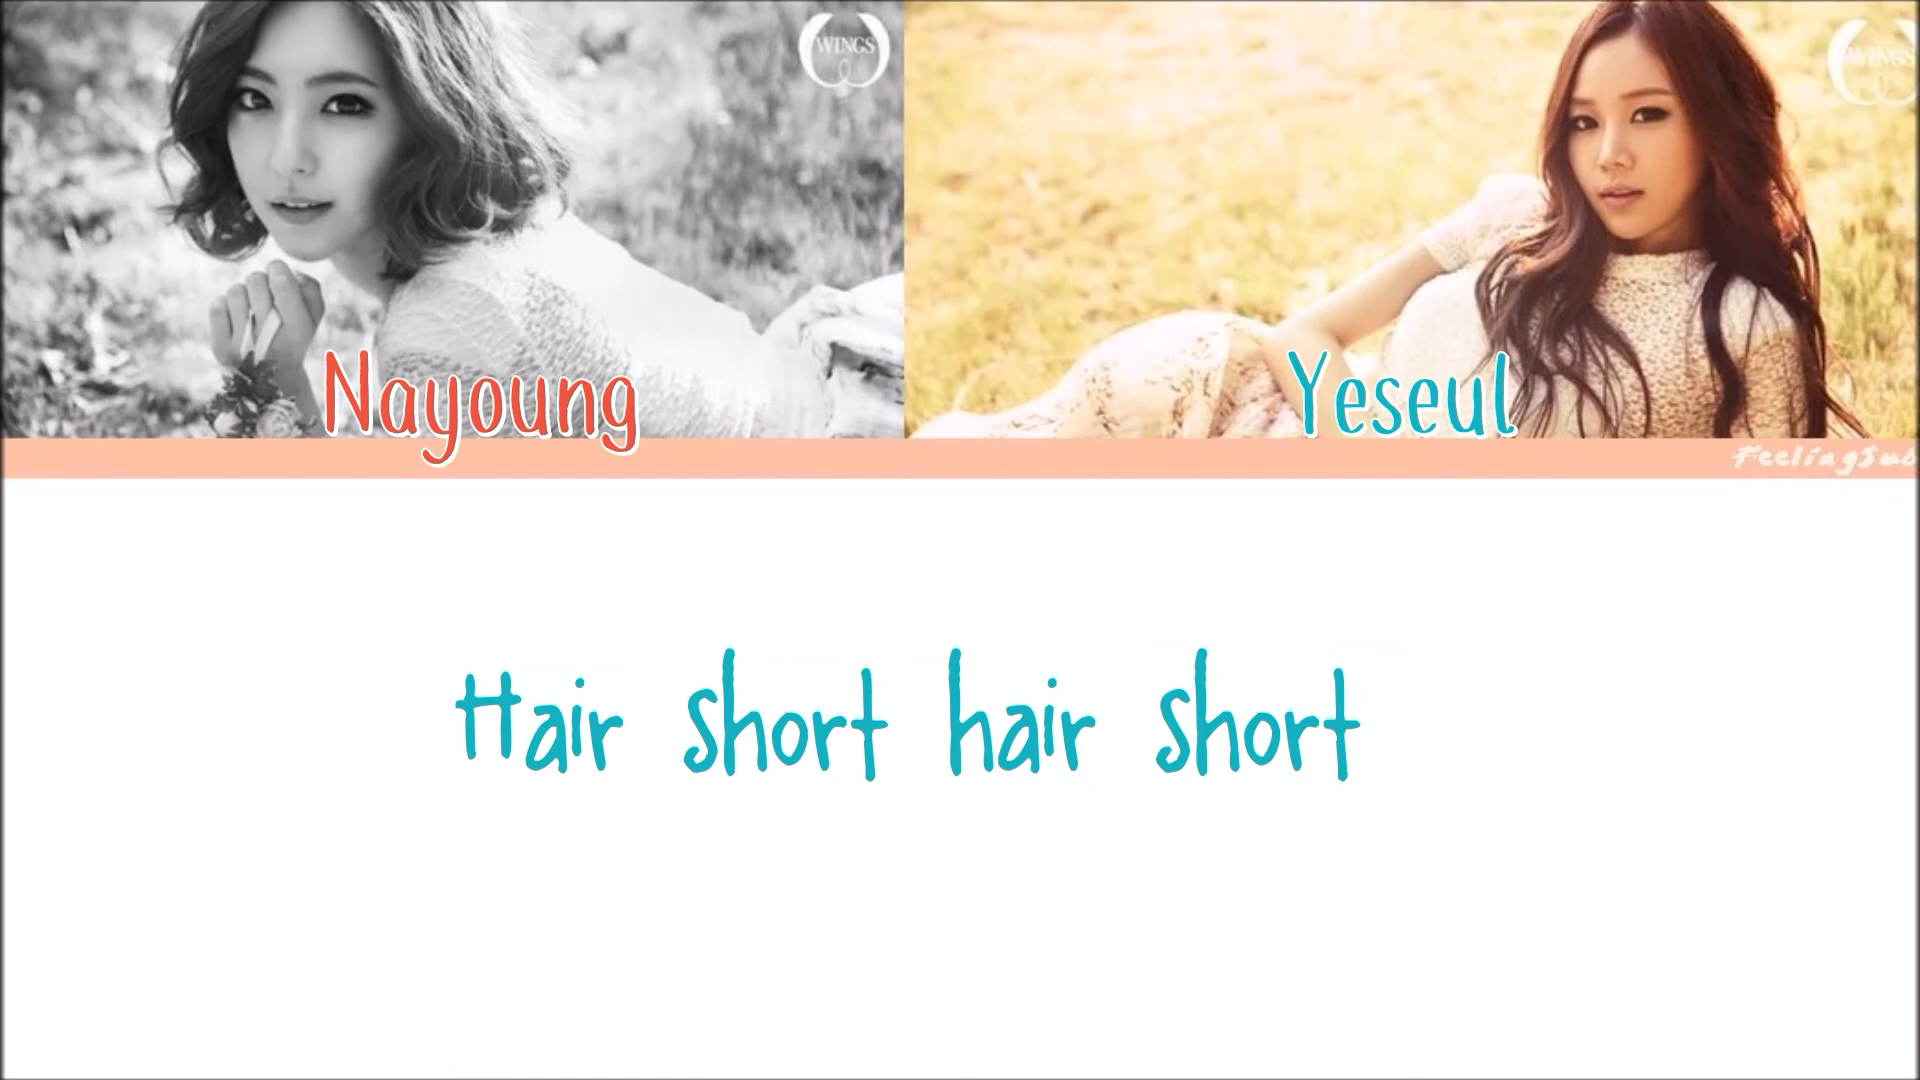 WINGS
WINGS
Nayoung
Yeseul
FeelingSub
Hair short hair short